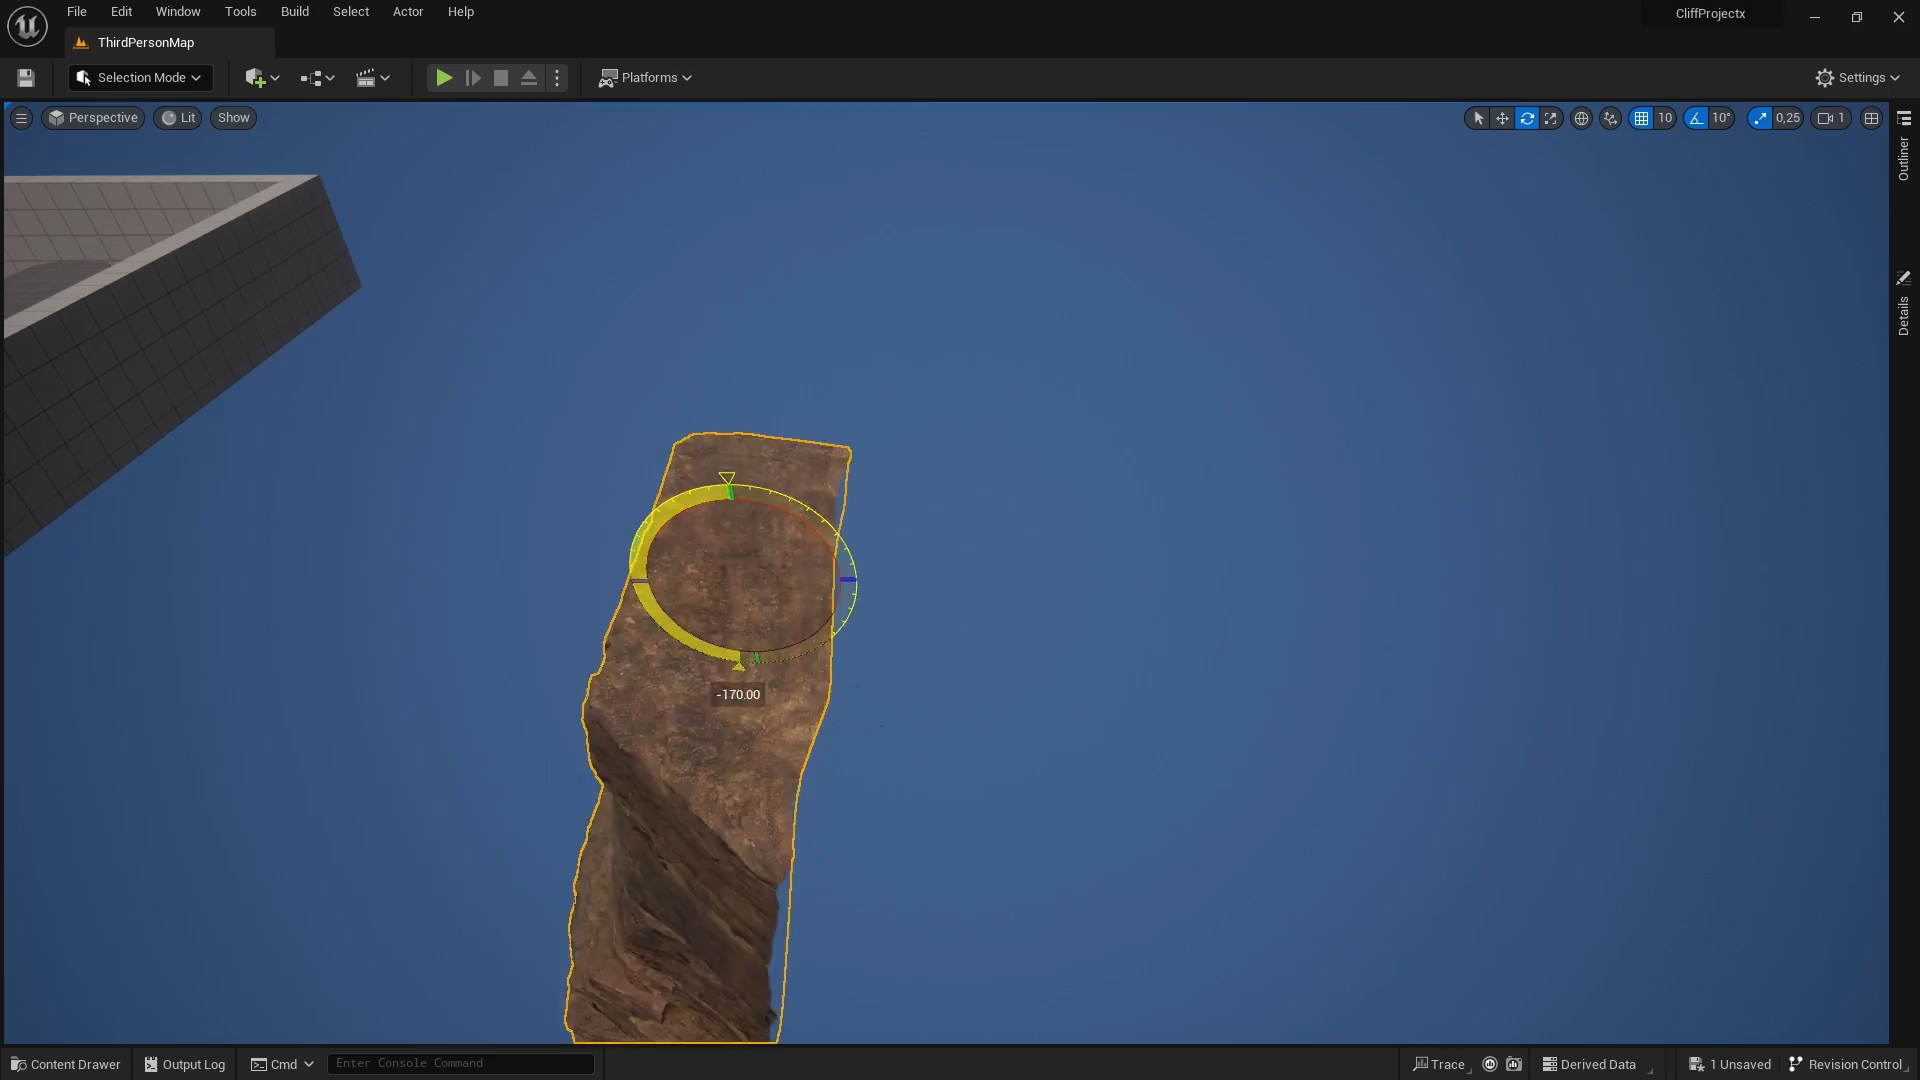 File Edit Window Tools Build Select Actor Help
CliffProjectx
ThirdPersonMap
Selection Mode
Platforms
Settings
Perspective
Lit
Show
10
10°
0,25
1
Outliner
Details
-170.00
Content Drawer
Output Log
Cmd
Enter Console Command
Trace
Derived Data
1 Unsaved
Revision Control